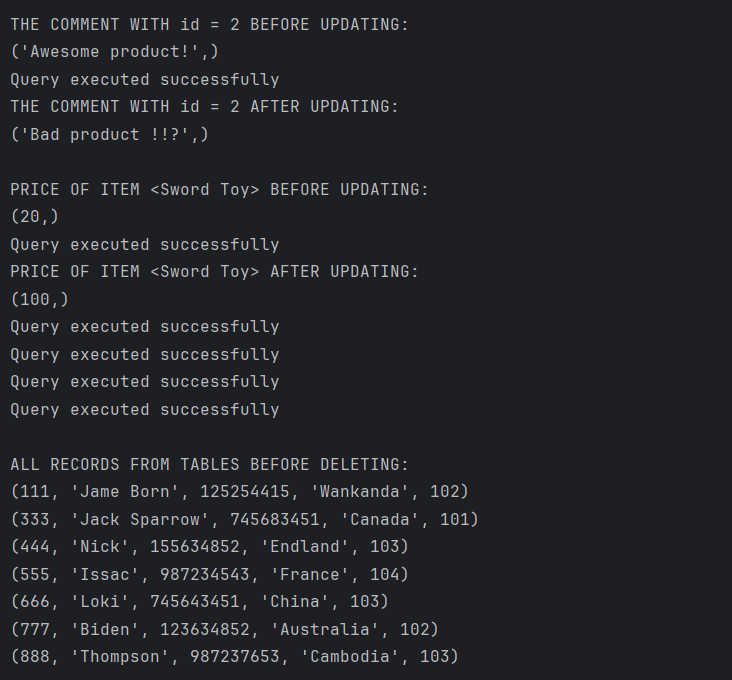 THE COMMENT WITH id = 2 BEFORE UPDATING:
('Awesome product!',)
Query executed successfully
THE COMMENT WITH id = 2 AFTER UPDATING:
('Bad product !!?',)
PRICE OF ITEM <Sword Toy> BEFORE UPDATING:
(20,)
Query executed successfully
PRICE OF ITEM <Sword Toy> AFTER UPDATING:
(100,)
Query executed successfully
Query executed successfully
Query executed successfully
Query executed successfully
ALL RECORDS FROM TABLES BEFORE DELETING:
(111, 'Jame Born', 125254415, 'Wankanda', 102)
(333, 'Jack Sparrow', 745683451, 'Canada', 101)
(444, 'Nick', 155634852, 'Endland', 103)
(555, 'Issac', 987234543, 'France', 104)
(666, 'Loki', 745643451, 'China', 103)
(777, 'Biden', 123634852, 'Australia', 102)
(888, 'Thompson', 987237653, 'Cambodia', 103)